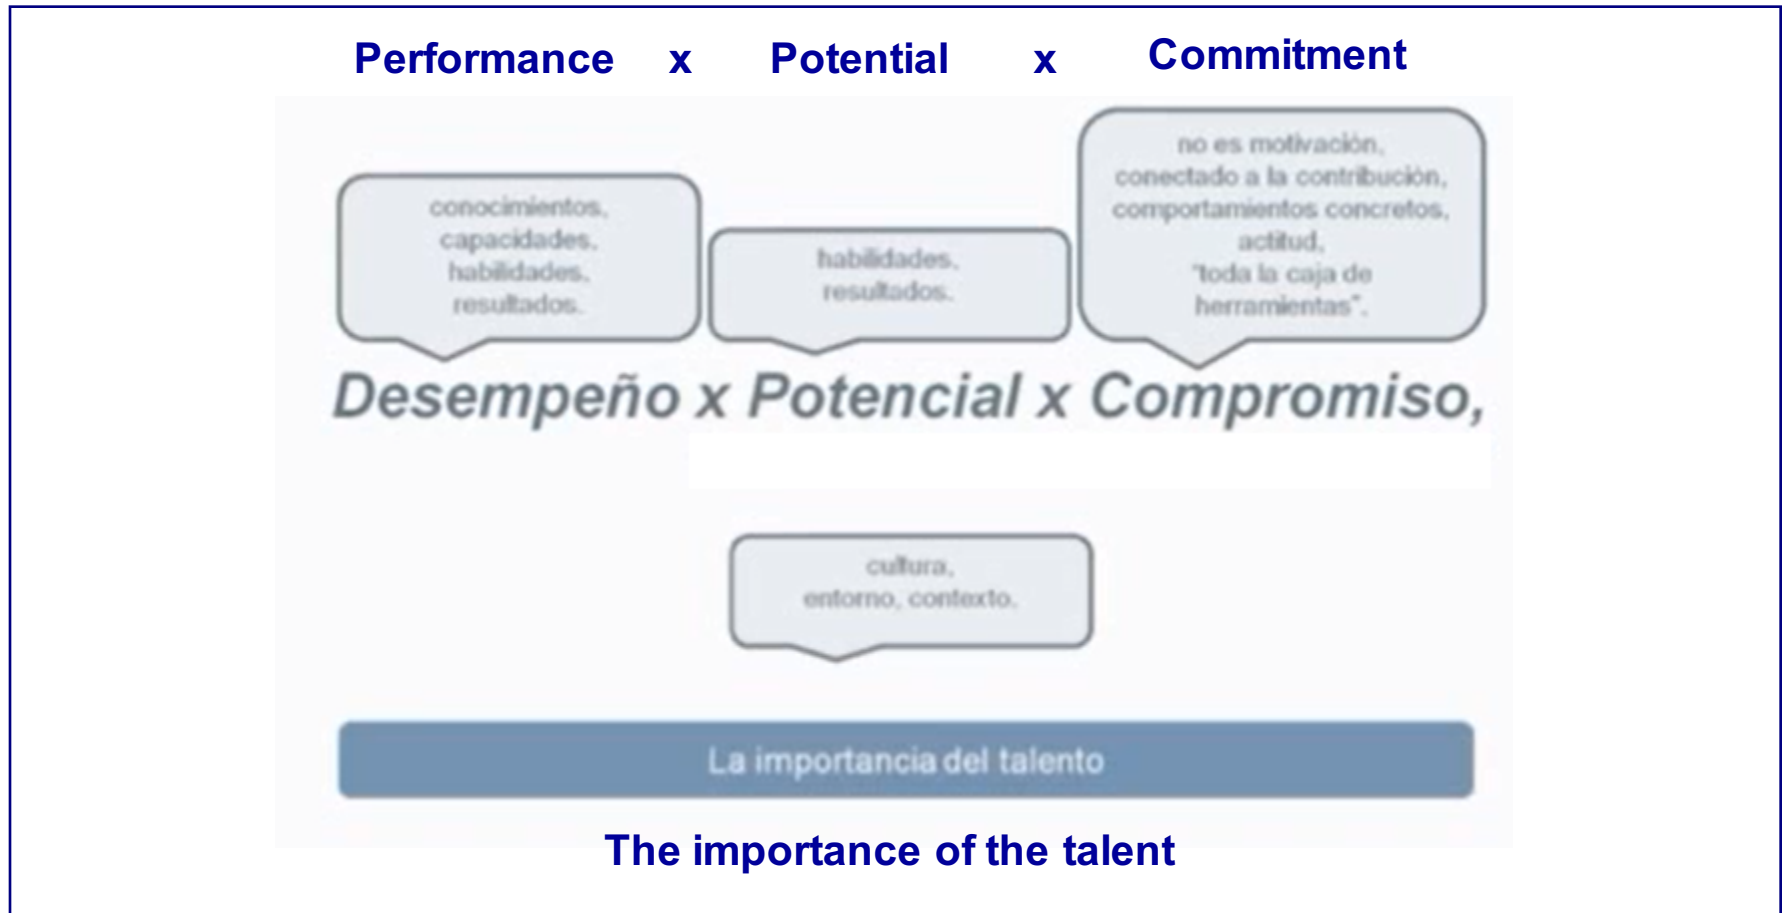 Performance x Potential x Commitment
conocimientos,
capacidades,
habilidades,
resultados.
habilidades,
resultados.
no es motivación,
conectado a la contribución,
comportamientos concretos,
actitud,
"toda la caja de
herramientas".
Desempeño x Potencial x Compromiso,
cultura,
entorno, contexto.
La importancia del talento
The importance of the talent